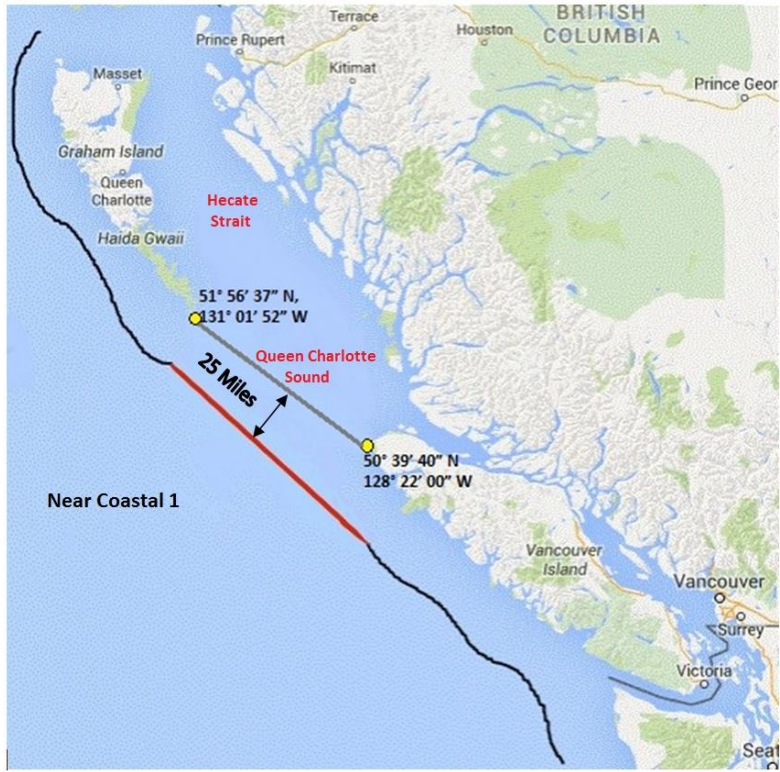 BRITISH
COLUMBIA
Terrace
Houston
Prince Rupert
Kitimat
Prince Geor
Masset
Graham Island
Queen
Charlotte
Haida Gwaii
Hecate
Strait
51° 56’ 37” N,
131° 01’ 52” W
Queen Charlotte
Sound
25 Miles
50° 39’ 40” N
128° 22’ 00” W
Near Coastal 1
Vancouver
Island
Vancouver
Surrey
Victoria
Seat